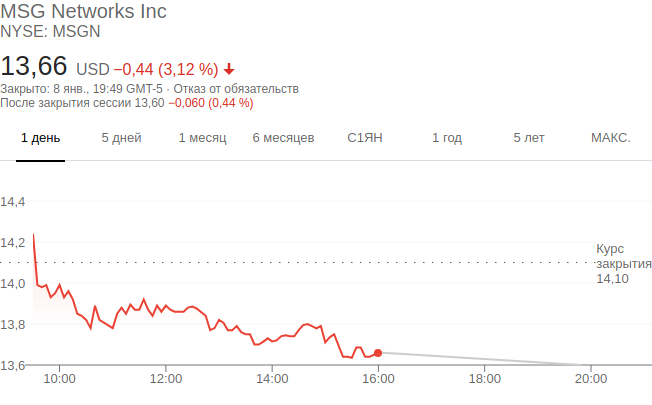 MSG Networks Inc
NYSE: MSGN
13,66 USD −0,44 (3,12 %)
Закрыто: 8 янв., 19:49 GMT-5 · Отказ от обязательств
После закрытия сессии 13,60 −0,060 (0,44 %)
1 день 5 дней 1 месяц 6 месяцев С1ЯН 1 год 5 лет МАКС.
14,4
14,2
Курс
закрытия
14,10
14,0
13,8
13,6
10:00 12:00 14:00 16:00 18:00 20:00